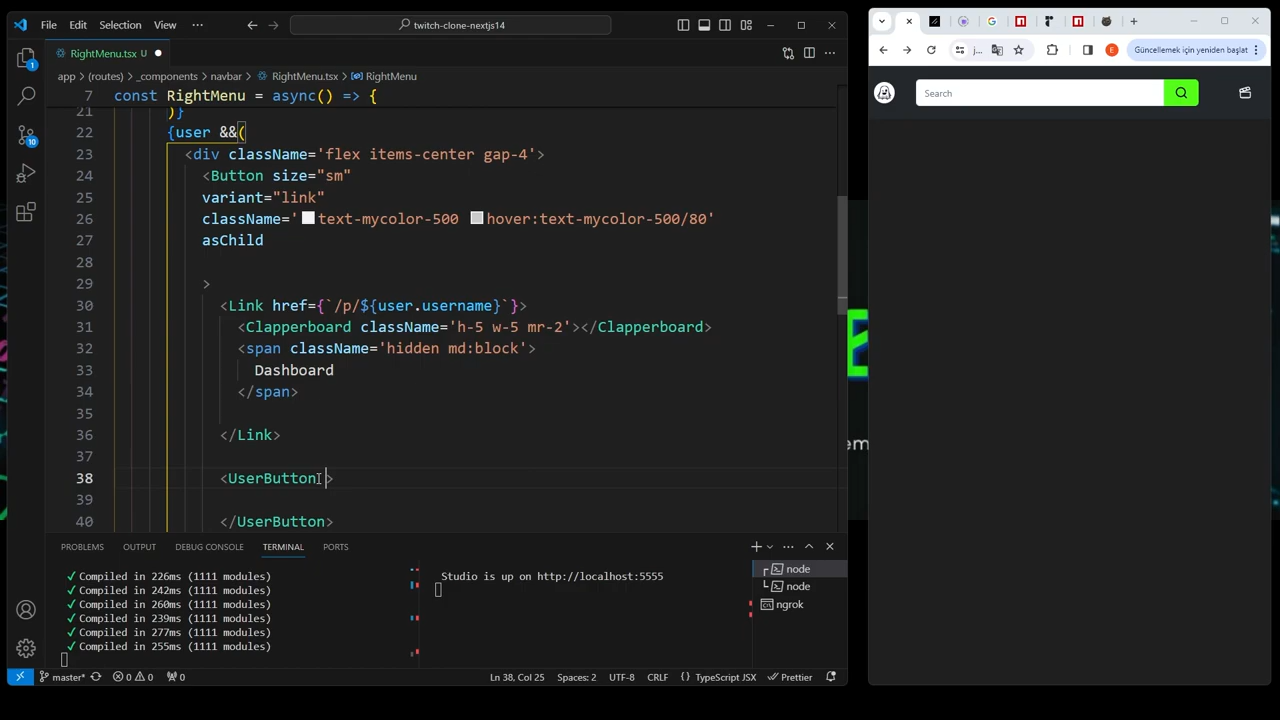 File Edit Selection View ··· twitch-clone-nextjs14
RightMenu.tsx U
app > (routes) > _components > navbar > RightMenu.tsx > RightMenu
7 const RightMenu = async() => {
21 )}
22 {user &&(
23 <div className='flex items-center gap-4'>
24 <Button size="sm"
25 variant="link"
26 className='text-mycolor-500 hover:text-mycolor-500/80'
27 asChild
28
29 >
30 <Link href={`/p/${user.username}`}>
31 <Clapperboard className='h-5 w-5 mr-2'></Clapperboard>
32 <span className='hidden md:block'>
33 Dashboard
34 </span>
35
36 </Link>
37
38 <UserButton >
39
40 </UserButton>
PROBLEMS OUTPUT DEBUG CONSOLE TERMINAL PORTS
✓ Compiled in 226ms (1111 modules)
✓ Compiled in 242ms (1111 modules)
✓ Compiled in 260ms (1111 modules)
✓ Compiled in 239ms (1111 modules)
✓ Compiled in 277ms (1111 modules)
✓ Compiled in 255ms (1111 modules)
Studio is up on http://localhost:5555
node
node
ngrok
1
10
master* 0 0 0 Ln 38, Col 25 Spaces: 2 UTF-8 CRLF {} TypeScript JSX Prettier
j... E Güncellemek için yeniden başlat
Search
em